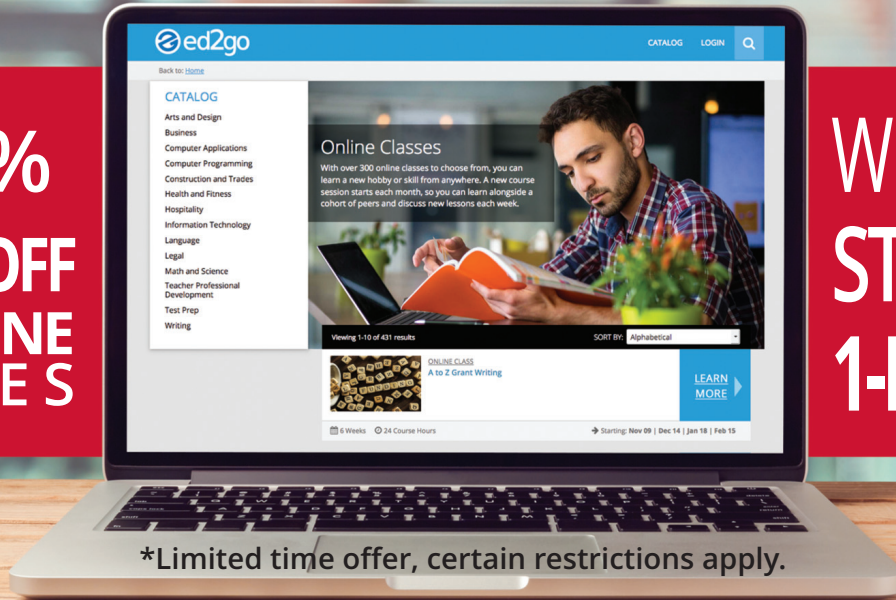 ed2go
CATALOG LOGIN
Back to: Home
CATALOG
Arts and Design
Business
Computer Applications
Computer Programming
Construction and Trades
Health and Fitness
Hospitality
Information Technology
Language
Legal
Math and Science
Teacher Professional
Development
Test Prep
Writing
Online Classes
With over 300 online classes to choose from, you can
learn a new hobby or skill from anywhere. A new course
session starts each month, so you can learn alongside a
cohort of peers and discuss new lessons each week.
Viewing 1-10 of 431 results SORT BY: Alphabetical
ONLINE CLASS
A to Z Grant Writing
LEARN
MORE
6 Weeks 24 Course Hours Starting: Nov 09 | Dec 14 | Jan 18 | Feb 15
%
OFF
NE
E S
W
ST
1-
*Limited time offer, certain restrictions apply.